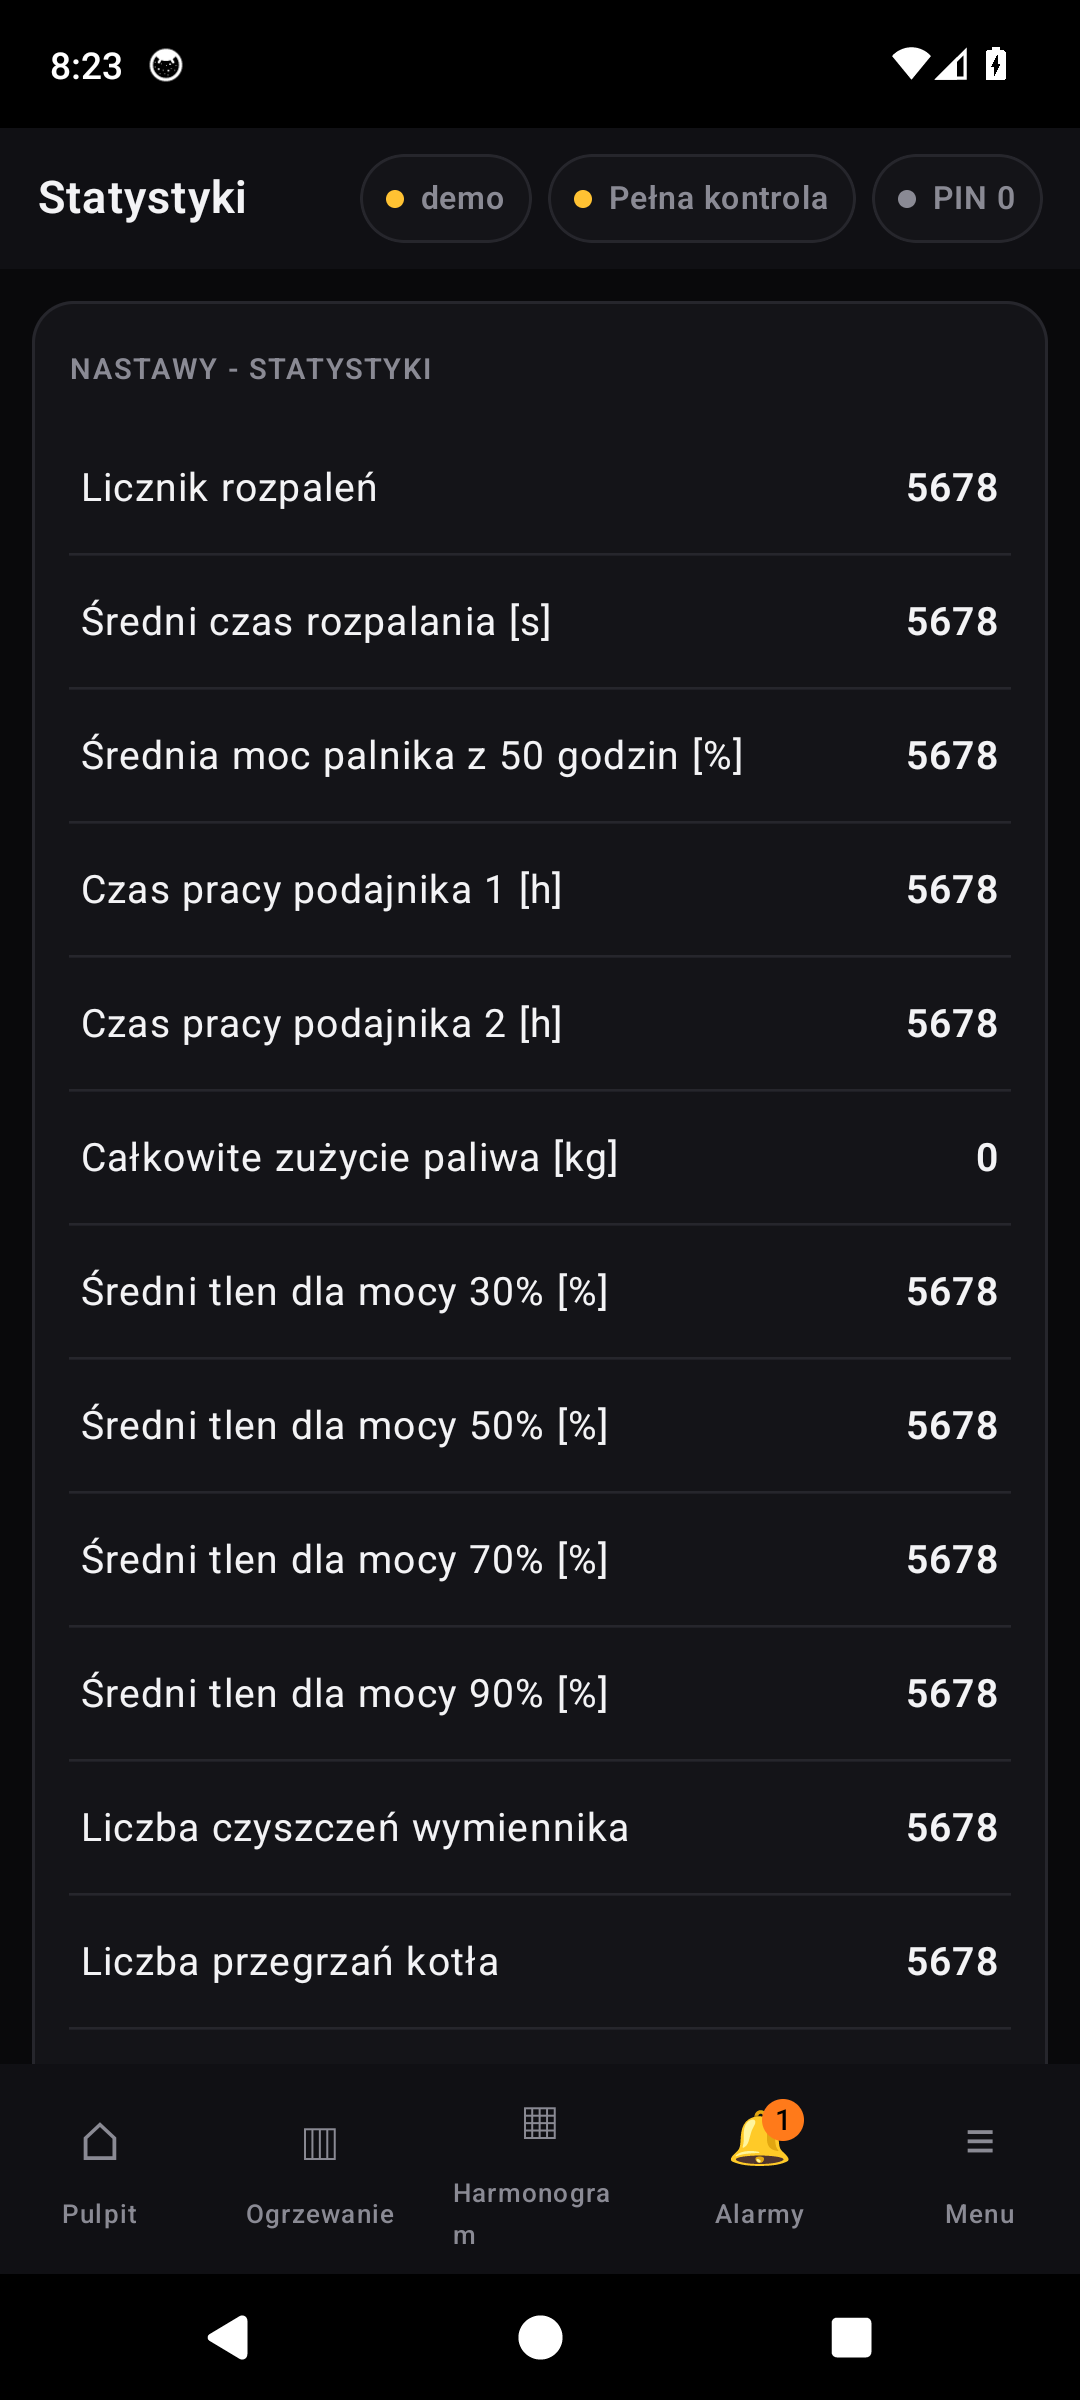 8:23
Statystyki
demo
Pełna kontrola
PIN 0
NASTAWY - STATYSTYKI
Licznik rozpaleń 5678
Średni czas rozpalania [s] 5678
Średnia moc palnika z 50 godzin [%] 5678
Czas pracy podajnika 1 [h] 5678
Czas pracy podajnika 2 [h] 5678
Całkowite zużycie paliwa [kg] 0
Średni tlen dla mocy 30% [%] 5678
Średni tlen dla mocy 50% [%] 5678
Średni tlen dla mocy 70% [%] 5678
Średni tlen dla mocy 90% [%] 5678
Liczba czyszczeń wymiennika 5678
Liczba przegrzań kotła 5678
1
Pulpit
Ogrzewanie
Harmonogra
m
Alarmy
Menu